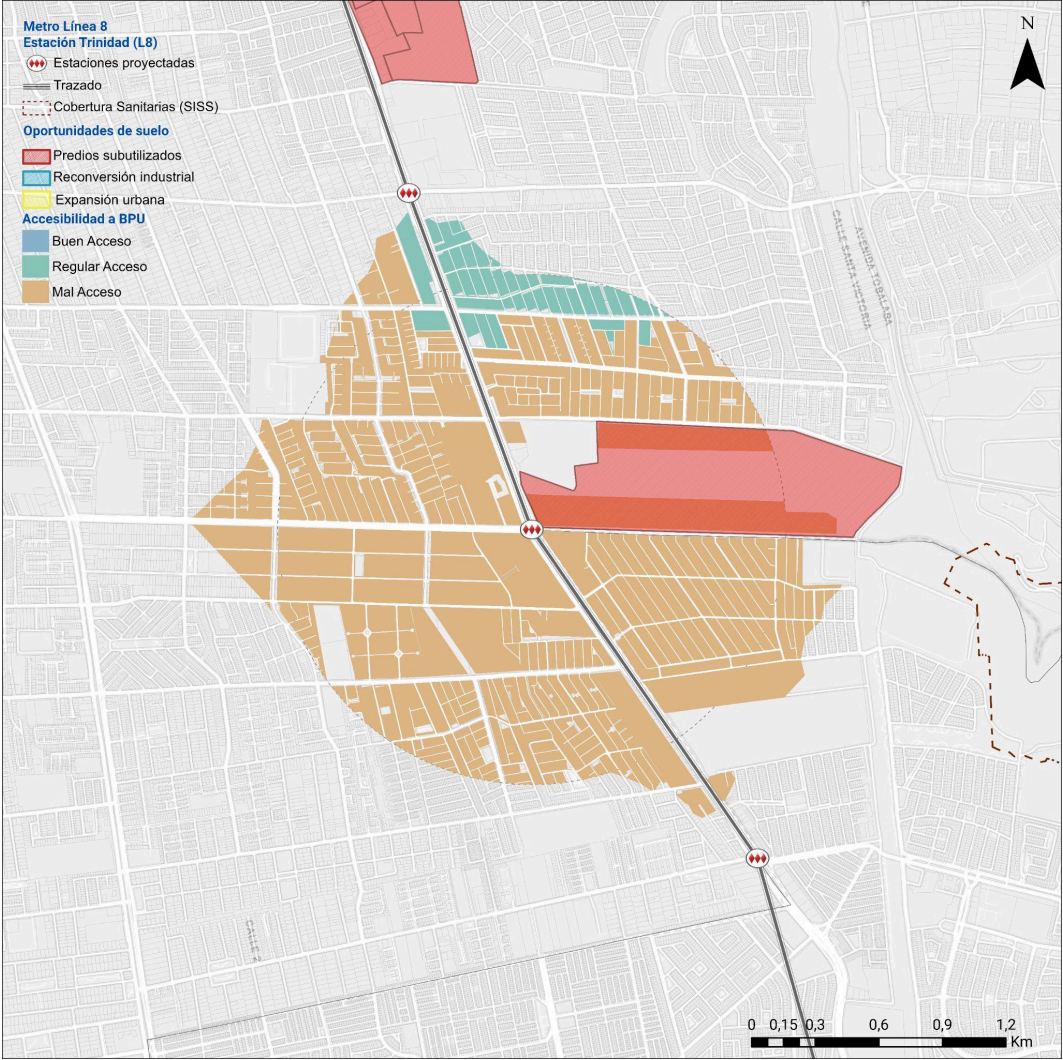 Metro Línea 8
Estación Trinidad (L8)
Estaciones proyectadas
Trazado
Cobertura Sanitarias (SISS)
Oportunidades de suelo
Predios subutilizados
Reconversión industrial
Expansión urbana
Accesibilidad a BPU
Buen Acceso
Regular Acceso
Mal Acceso
N
CALLE SANTA VICTORIA
AVENIDA TOBALABA
CALLE 2
0 0,15 0,3 0,6 0,9 1,2
Km